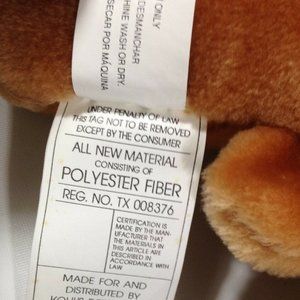 T ONLY
DESMANCHAR
HINE WASH OR DRY.
SECAR POR MÁQUINA
UNDER PENALTY OF LAW
THIS TAG NOT TO BE REMOVED
EXCEPT BY THE CONSUMER
ALL NEW MATERIAL
CONSISTING OF
POLYESTER FIBER
REG. NO. TX 008376
CERTIFICATION IS
MADE BY THE MAN-
UFACTURER THAT
THE MATERIALS IN
THIS ARTICLE ARE
DESCRIBED IN
ACCORDANCE WITH
LAW
MADE FOR AND
DISTRIBUTED BY